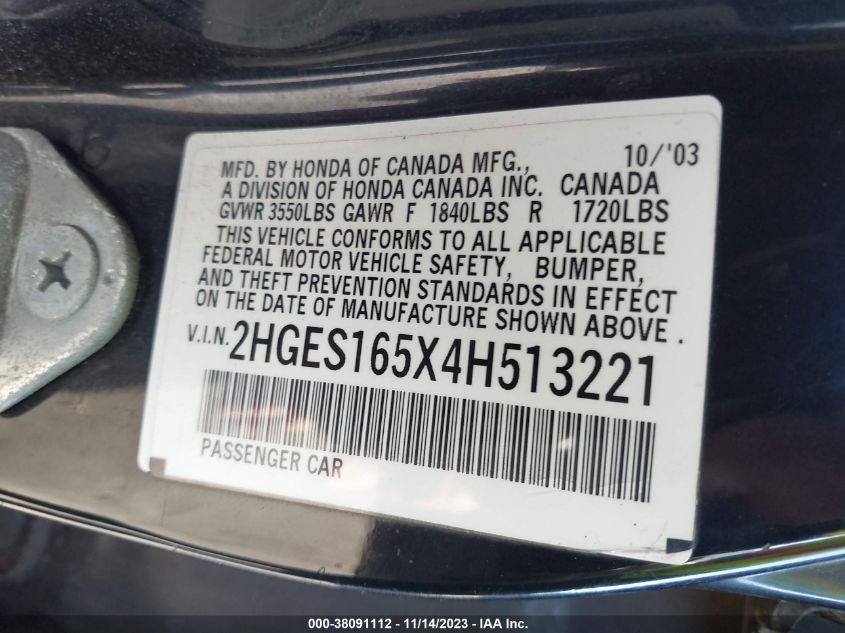 MFD. BY HONDA OF CANADA MFG., 10/'03
A DIVISION OF HONDA CANADA INC. CANADA
GVWR 3550LBS GAWR F 1840LBS R 1720LBS
THIS VEHICLE CONFORMS TO ALL APPLICABLE
FEDERAL MOTOR VEHICLE SAFETY, BUMPER,
AND THEFT PREVENTION STANDARDS IN EFFECT
ON THE DATE OF MANUFACTURE SHOWN ABOVE.
V.I.N. 2HGES165X4H513221
PASSENGER CAR
000-38091112 - 11/14/2023 - IAA Inc.